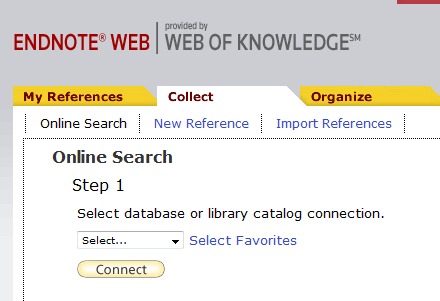 ENDNOTE® WEB provided by WEB OF KNOWLEDGE℠
My References Collect Organize
Online Search New Reference Import References
Online Search
Step 1
Select database or library catalog connection.
Select... Select Favorites
Connect